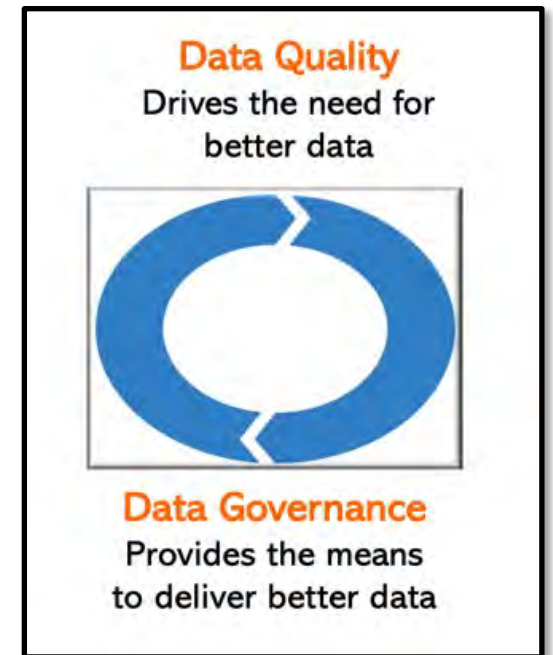 Data Quality
Drives the need for
better data
Data Governance
Provides the means
to deliver better data